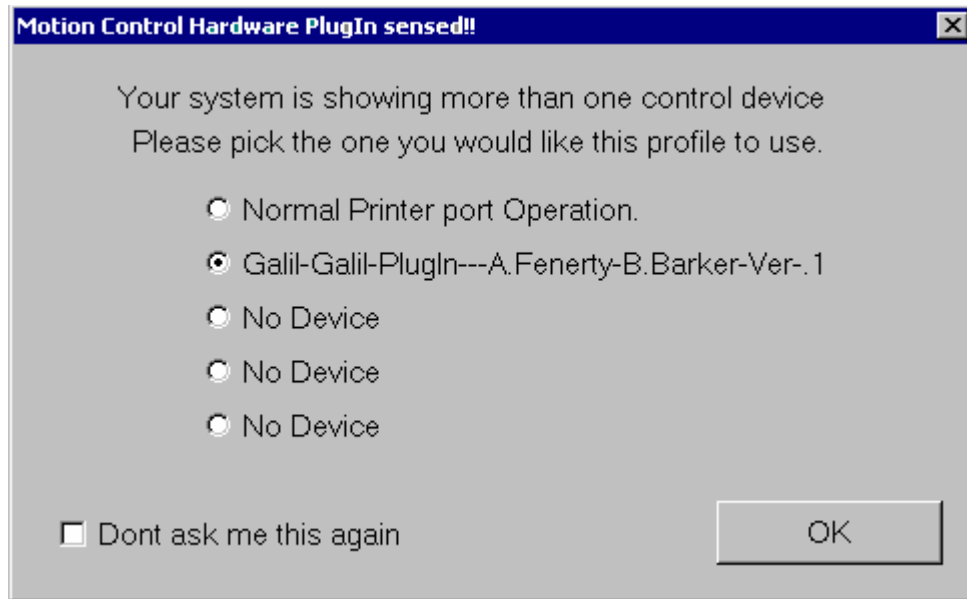 Motion Control Hardware PlugIn sensed!!
Your system is showing more than one control device
Please pick the one you would like this profile to use.
Normal Printer port Operation.
Galil-Galil-PlugIn---A.Fenerty-B.Barker-Ver-.1
No Device
No Device
No Device
Dont ask me this again
OK